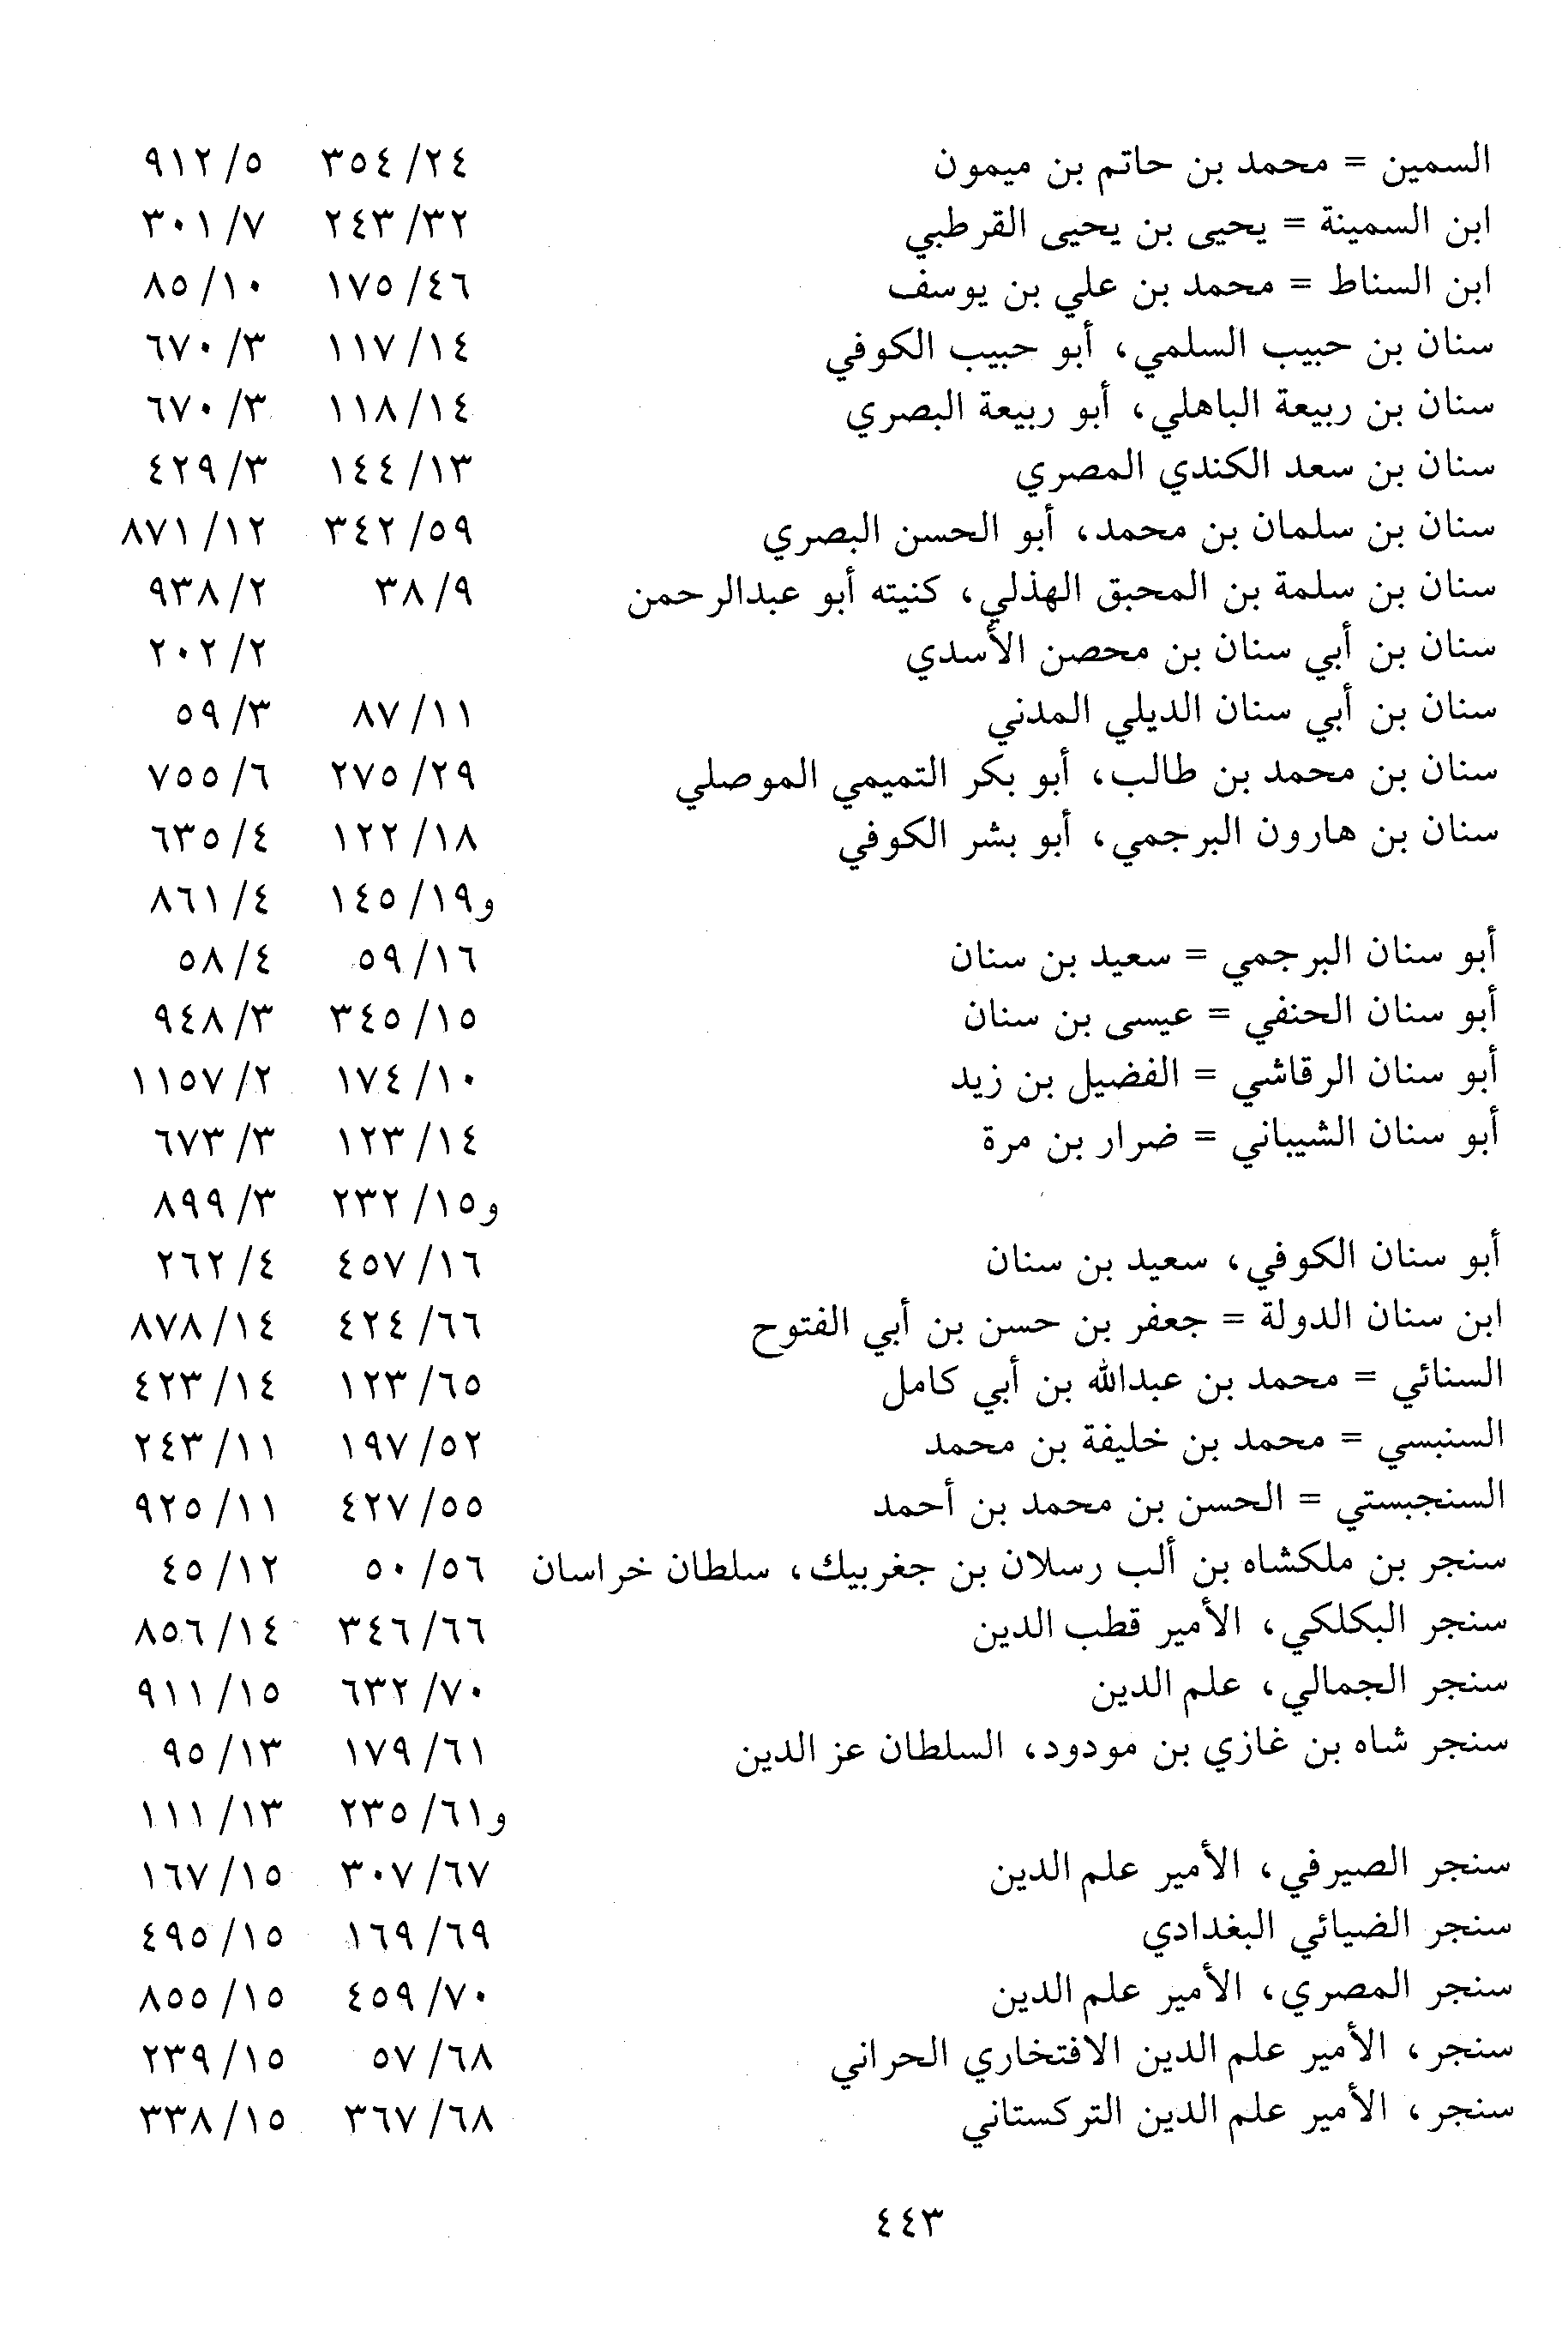 السمين = محمد بن حاتم بن ميمون ٢٤/ ٣٥٤ ٥/ ٩١٢
ابن السمينة = يحيى بن يحيى القرطبي ٣٢/ ٢٤٣ ٧/ ٣٠١
ابن السناط = محمد بن علي بن يوسف ٤٦/ ١٧٥ ١٠/ ٨٥
سنان بن حبيب السلمي، أبو حبيب الكوفي ١٤/ ١١٧ ٣/ ٦٧٠
سنان بن ربيعة الباهلي، أبو ربيعة البصري ١٤/ ١١٨ ٣/ ٦٧٠
سنان بن سعد الكندي المصري ١٣/ ١٤٤ ٣/ ٤٢٩
سنان بن سلمان بن محمد، أبو الحسن البصري ٥٩/ ٣٤٢ ١٢/ ٨٧١
سنان بن سلمة بن المحبق الهذلي، كنيته أبو عبدالرحمن ٩/ ٣٨ ٢/ ٩٣٨
سنان بن أبي سنان بن محصن الأسدي ٢/ ٢٠٢
سنان بن أبي سنان الديلي المدني ١١/ ٨٧ ٣/ ٥٩
سنان بن محمد بن طالب، أبو بكر التميمي الموصلي ٢٩/ ٢٧٥ ٦/ ٧٥٥
سنان بن هارون البرجمي، أبو بشر الكوفي ١٨/ ١٢٢ ٤/ ٦٣٥
و١٩/ ١٤٥ ٤/ ٨٦١
أبو سنان البرجمي = سعيد بن سنان ١٦/ ٥٩ ٤/ ٥٨
أبو سنان الحنفي = عيسى بن سنان ١٥/ ٣٤٥ ٣/ ٩٤٨
أبو سنان الرقاشي = الفضيل بن زيد ١٠/ ١٧٤ ٢/ ١١٥٧
أبو سنان الشيباني = ضرار بن مرة ١٤/ ١٢٣ ٣/ ٦٧٣
و١٥/ ٢٣٢ ٣/ ٨٩٩
أبو سنان الكوفي، سعيد بن سنان ١٦/ ٤٥٧ ٤/ ٢٦٢
ابن سنان الدولة = جعفر بن حسن بن أبي الفتوح ٦٦/ ٤٢٤ ١٤/ ٨٧٨
السنائي = محمد بن عبدالله بن أبي كامل ٦٥/ ١٢٣ ١٤/ ٤٢٣
السنبسي = محمد بن خليفة بن محمد ٥٢/ ١٩٧ ١١/ ٢٤٣
السنجبستي = الحسن بن محمد بن أحمد ٥٥/ ٤٢٧ ١١/ ٩٢٥
سنجر بن ملكشاه بن ألب رسلان بن جغربيك، سلطان خراسان ٥٦/ ٥٠ ١٢/ ٤٥
سنجر البكلكي، الأمير قطب الدين ٦٦/ ٣٤٦ ١٤/ ٨٥٦
سنجر الجمالي، علم الدين ٧٠/ ٦٣٢ ١٥/ ٩١١
سنجر شاه بن غازي بن مودود، السلطان عز الدين ٦١/ ١٧٩ ١٣/ ٩٥
و٦١/ ٢٣٥ ١٣/ ١١١
سنجر الصيرفي، الأمير علم الدين ٦٧/ ٣٠٧ ١٥/ ١٦٧
سنجر الضيائي البغدادي ٦٩/ ١٦٩ ١٥/ ٤٩٥
سنجر المصري، الأمير علم الدين ٧٠/ ٤٥٩ ١٥/ ٨٥٥
سنجر، الأمير علم الدين الافتخاري الحراني ٦٨/ ٥٧ ١٥/ ٢٣٩
سنجر، الأمير علم الدين التركستاني ٦٨/ ٣٦٧ ١٥/ ٣�٨
٤٤٣